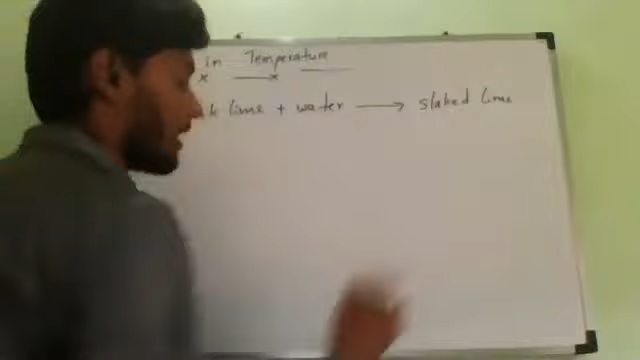 In Temperature
k lime + water ⟶ slaked lime